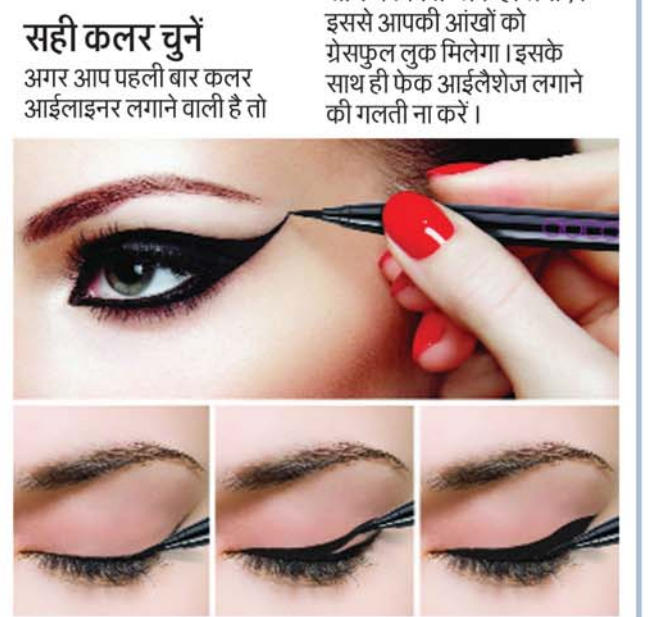 सही कलर चुनें
अगर आप पहली बार कलर
आईलाइनर लगाने वाली है तो
इससे आपकी आंखों को
ग्रेसफुल लुक मिलेगा । इसके
साथ ही फेक आईलैशेज लगाने
की गलती ना करें ।